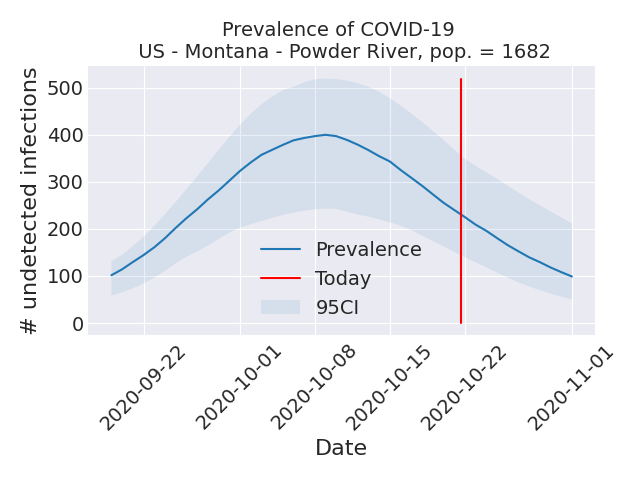 Prevalence of COVID-19
US - Montana - Powder River, pop. = 1682
# undetected infections
500
400
300
200
100
0
Prevalence
Today
95CI
2020-09-22
2020-10-01
2020-10-08
2020-10-15
2020-10-22
2020-11-01
Date